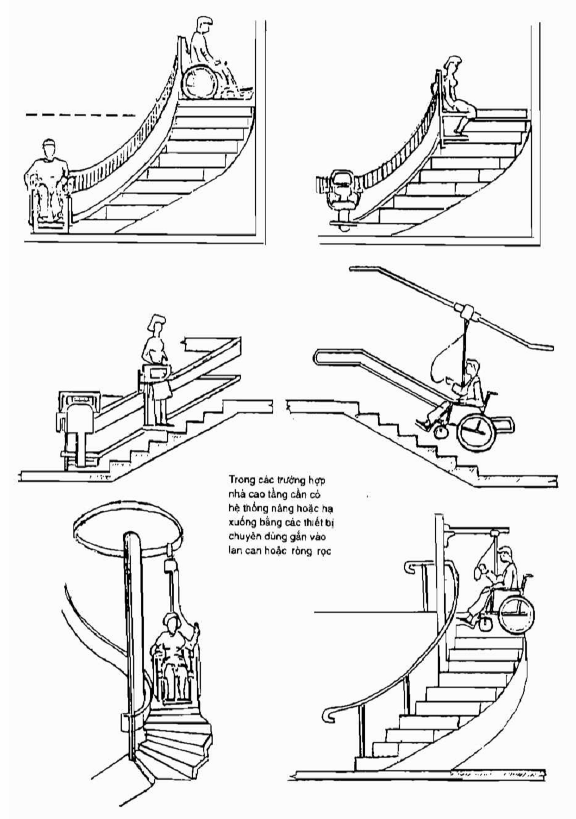 Trong các trường hợp
nhà cao tầng cần có
hệ thống nâng hoặc hạ
xuống bằng các thiết bị
chuyên dùng gắn vào
lan can hoặc ròng rọc